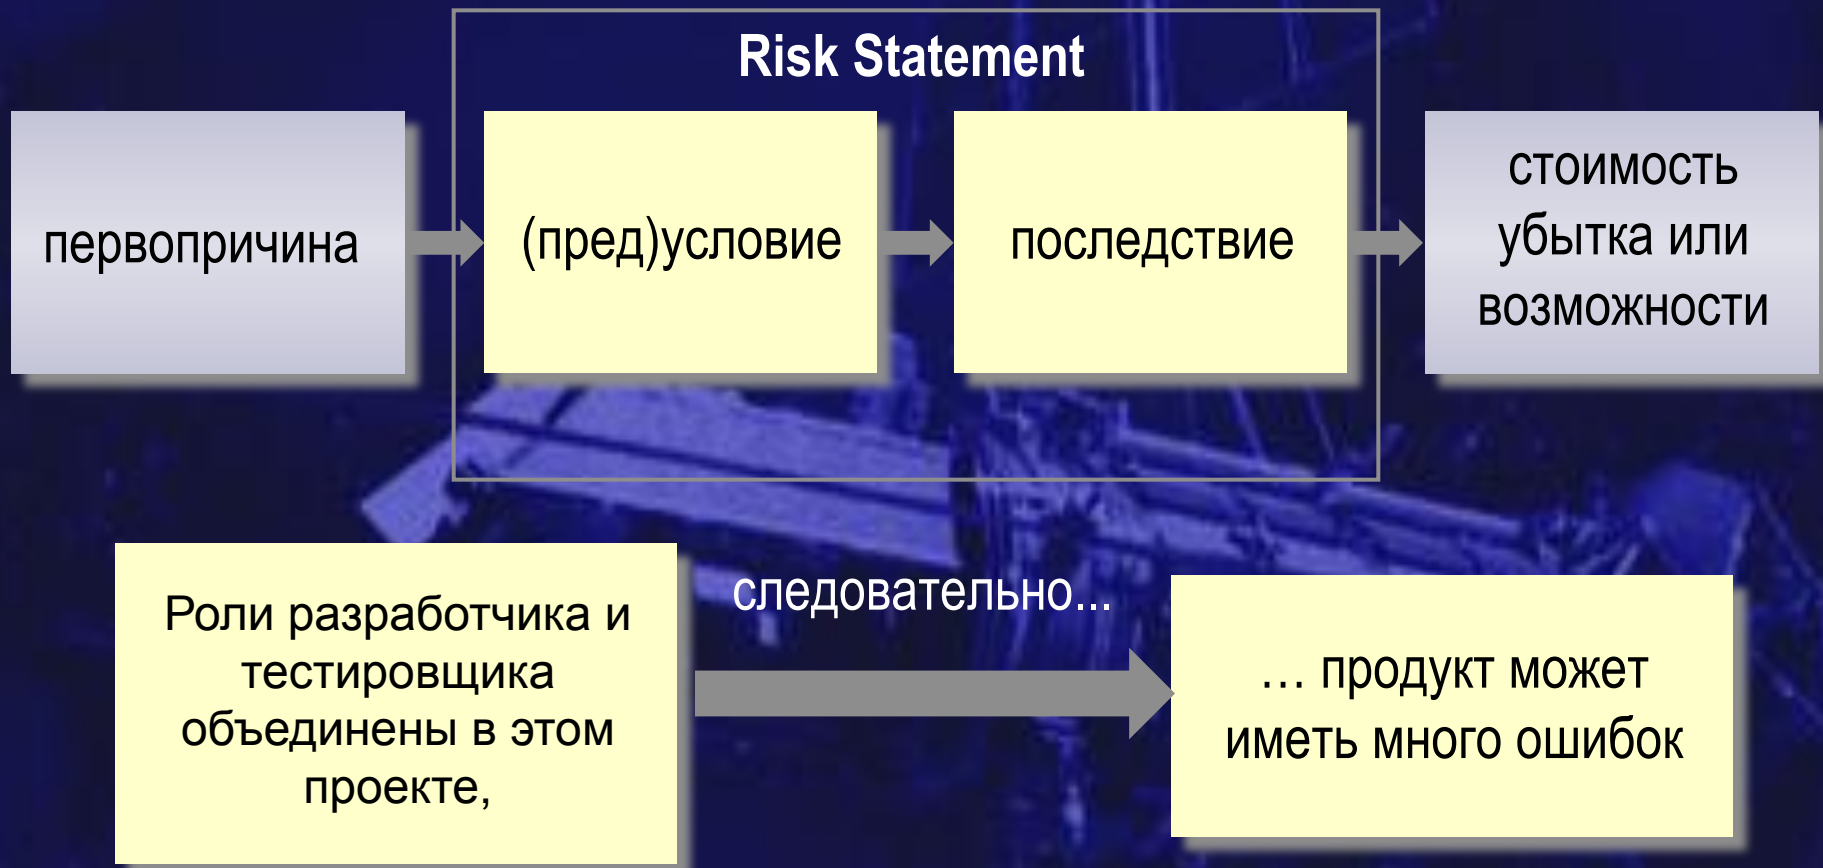 Risk Statement
первопричина
(пред)условие
последствие
стоимость
убытка или
возможности
Роли разработчика и
тестировщика
объединены в этом
проекте,
следовательно...
… продукт может
иметь много ошибок